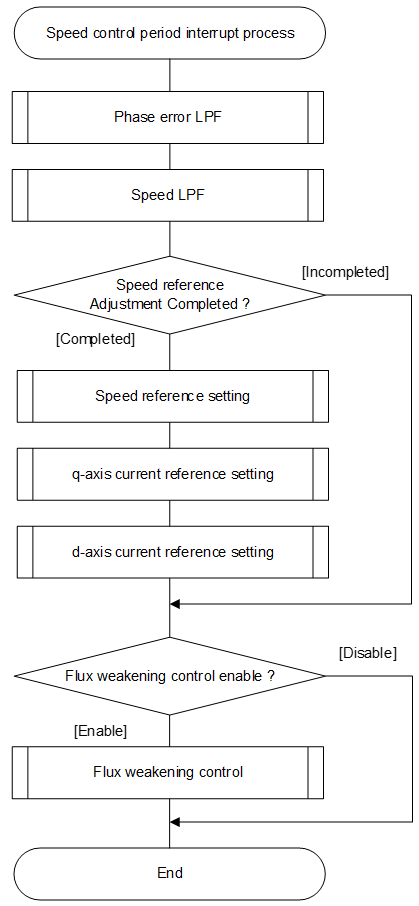 Speed control period interrupt process
Phase error LPF
Speed LPF
Speed reference
Adjustment Completed ?
[Incompleted]
[Completed]
Speed reference setting
q-axis current reference setting
d-axis current reference setting
Flux weakening control enable ?
[Disable]
[Enable]
Flux weakening control
End